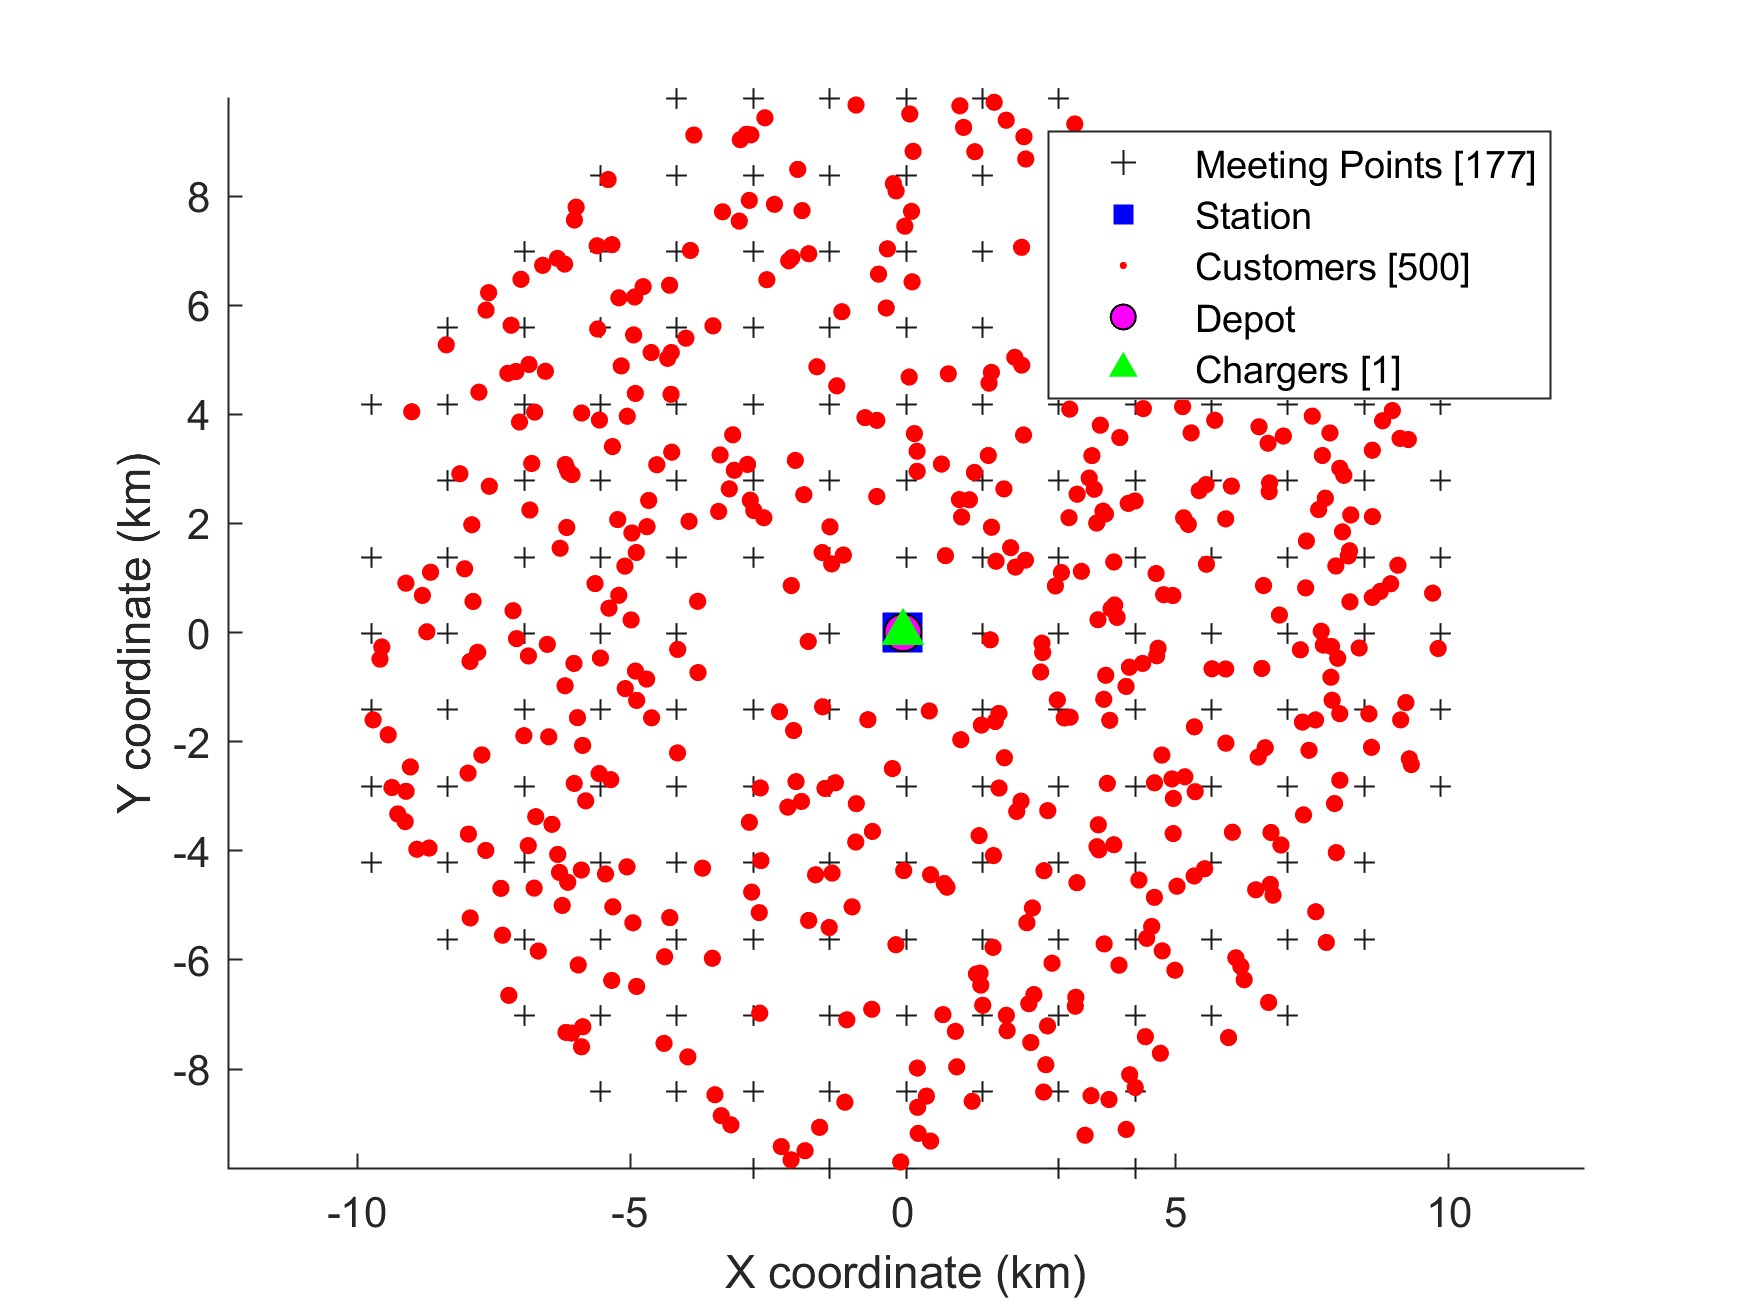 Meeting Points [177]
Station
Customers [500]
Depot
Chargers [1]
8
6
4
2
0
-2
-4
-6
-8
Y coordinate (km)
-10 -5 0 5 10
X coordinate (km)